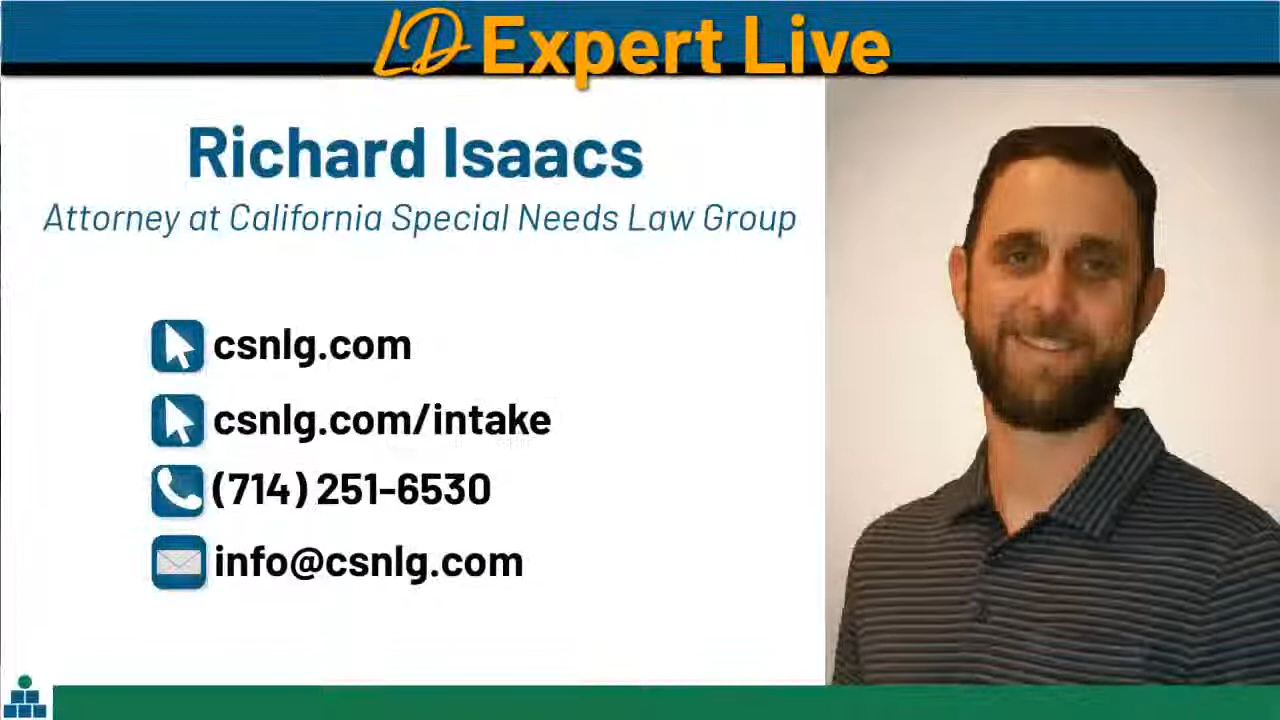 LD Expert Live
Richard Isaacs
Attorney at California Special Needs Law Group
csnlg.com
csnlg.com/intake
(714) 251-6530
info@csnlg.com